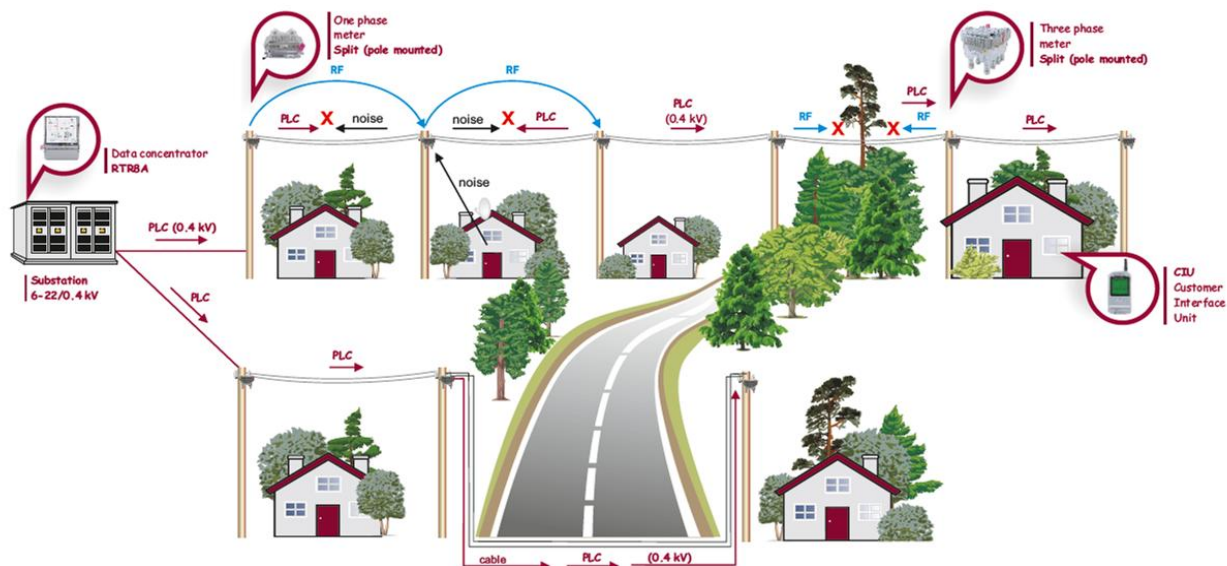 One phase
meter
Split (pole mounted)
Three phase
meter
Split (pole mounted)
RF
RF
PLC
PLC
X
noise
noise
X
PLC
PLC
(0.4 kV)
RF
X
X
RF
PLC
Data concentrator
RTR8A
noise
PLC (0.4 kV)
Substation
6-22/0.4 kV
PLC
CIU
Customer
Interface
Unit
PLC
cable
PLC
(0.4 kV)